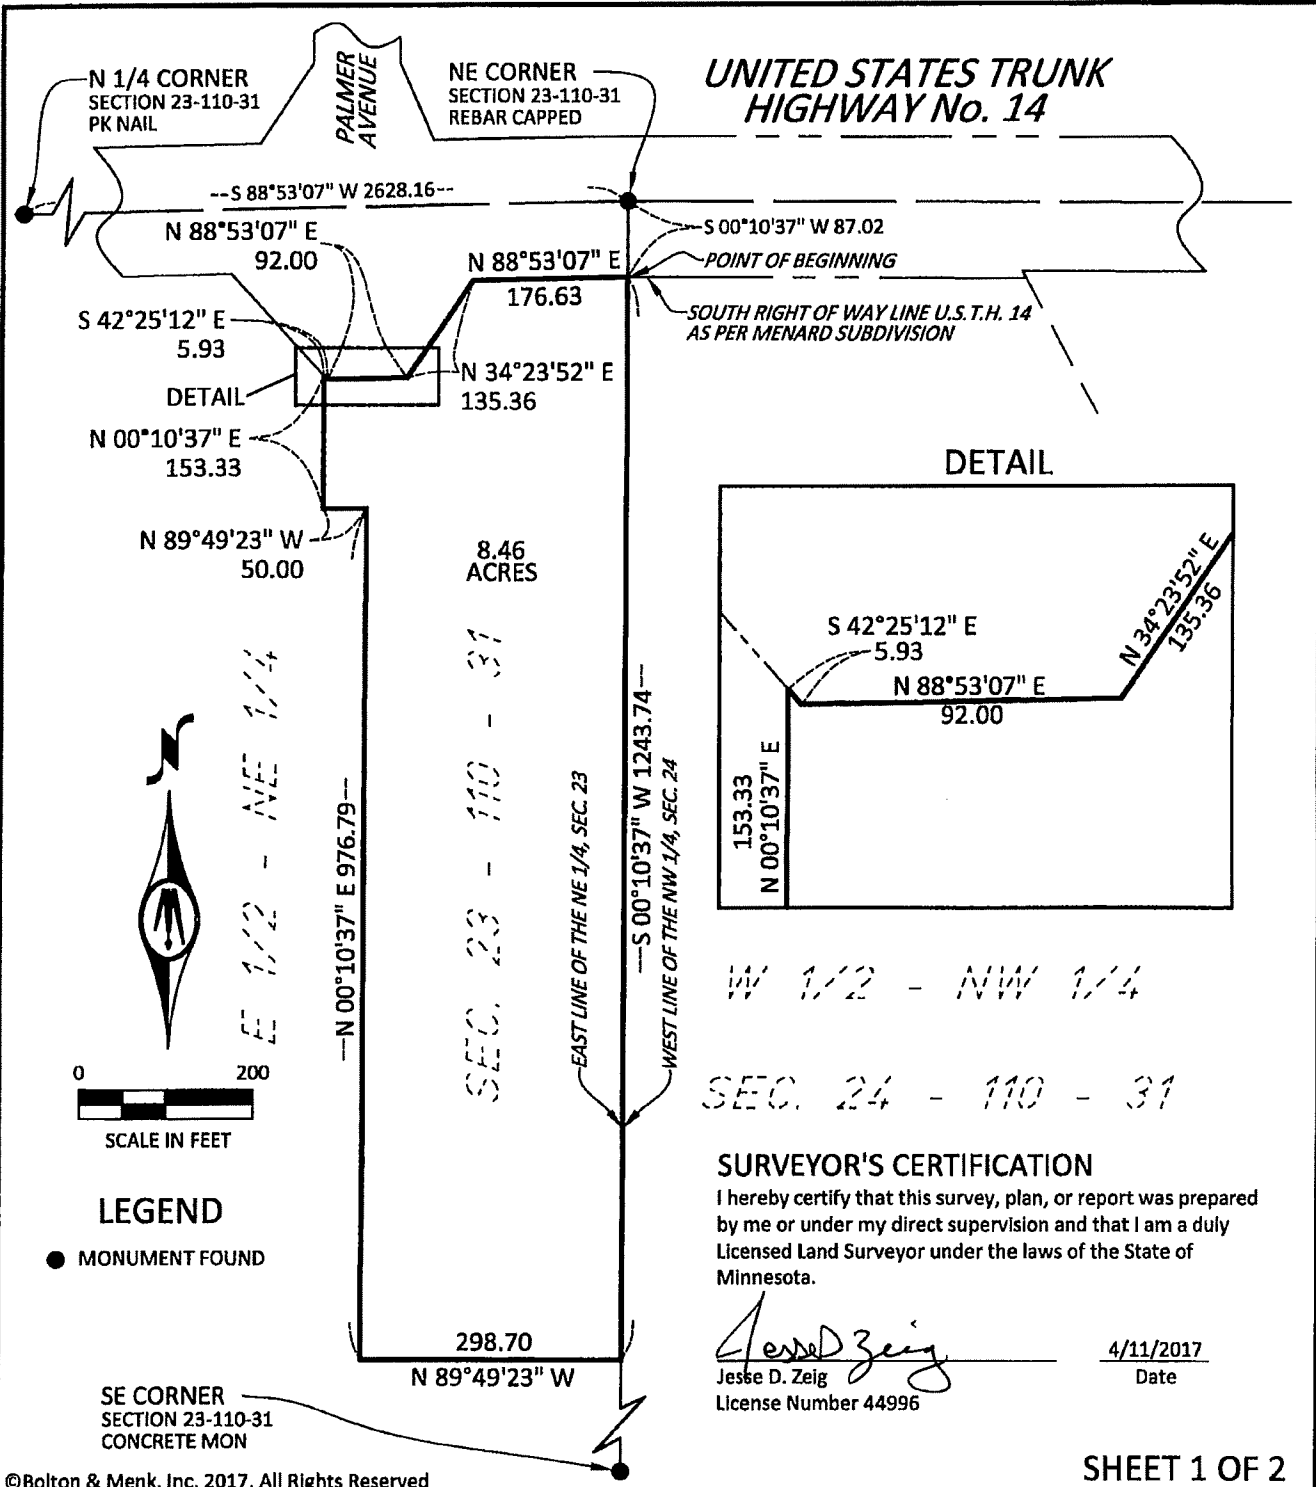 UNITED STATES TRUNK
HIGHWAY No. 14
N 1/4 CORNER
SECTION 23-110-31
PK NAIL
PALMER
AVENUE
NE CORNER
SECTION 23-110-31
REBAR CAPPED
--S 88°53'07" W 2628.16--
N 88°53'07" E
92.00
S 00°10'37" W 87.02
POINT OF BEGINNING
N 88°53'07" E
176.63
SOUTH RIGHT OF WAY LINE U.S.T.H. 14
AS PER MENARD SUBDIVISION
S 42°25'12" E
5.93
DETAIL
N 34°23'52" E
135.36
N 00°10'37" E
153.33
N 89°49'23" W
50.00
8.46
ACRES
DETAIL
S 42°25'12" E
5.93
N 88°53'07" E
92.00
N 34°23'52" E
135.36
153.33
N 00°10'37" E
E 1/2 - NE 1/4
SEC. 23 - 110 - 31
---N 00°10'37" E 976.79---
EAST LINE OF THE NE 1/4, SEC. 23
---S 00°10'37" W 1243.74---
WEST LINE OF THE NW 1/4, SEC. 24
N
W 1/2 - NW 1/4
SEC. 24 - 110 - 31
0 200
SCALE IN FEET
LEGEND
MONUMENT FOUND
SURVEYOR'S CERTIFICATION
I hereby certify that this survey, plan, or report was prepared
by me or under my direct supervision and that I am a duly
Licensed Land Surveyor under the laws of the State of
Minnesota.
Jesse D Zeig
4/11/2017
Jesse D. Zeig
Date
License Number 44996
298.70
N 89°49'23" W
SE CORNER
SECTION 23-110-31
CONCRETE MON
©Bolton & Menk, Inc. 2017, All Rights Reserved
SHEET 1 OF 2